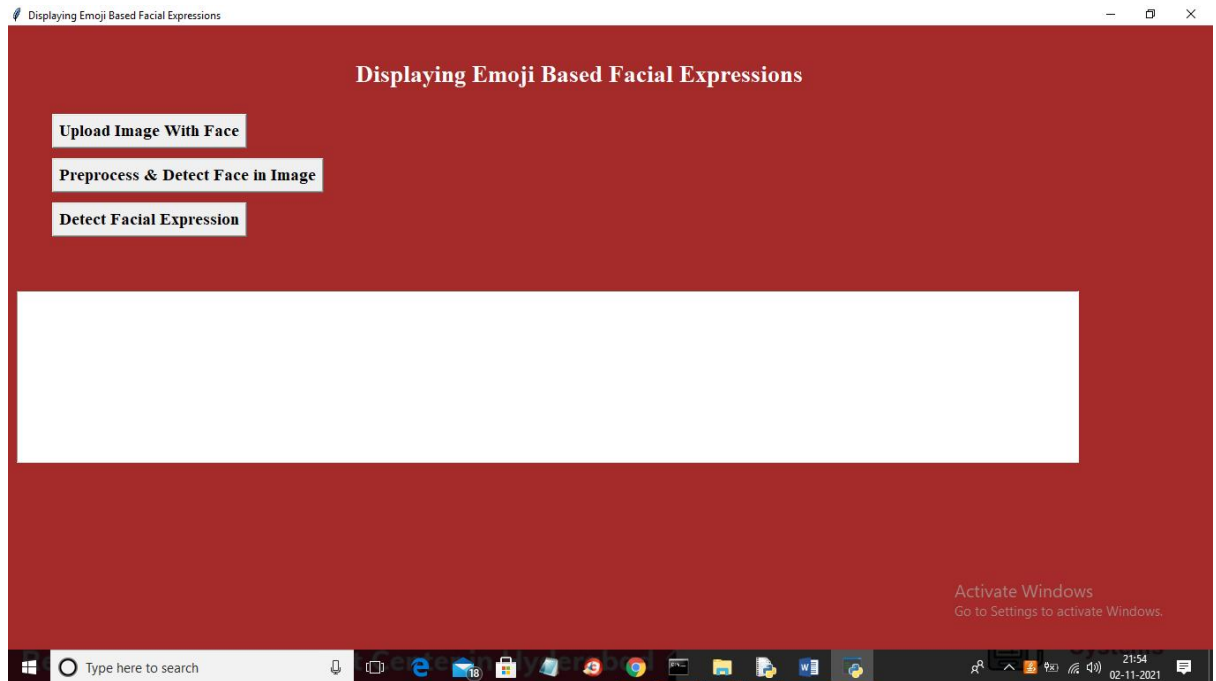 Displaying Emoji Based Facial Expressions
Displaying Emoji Based Facial Expressions
Upload Image With Face
Preprocess & Detect Face in Image
Detect Facial Expression
Activate Windows
Go to Settings to activate Windows.
Type here to search
18
21:54
02-11-2021